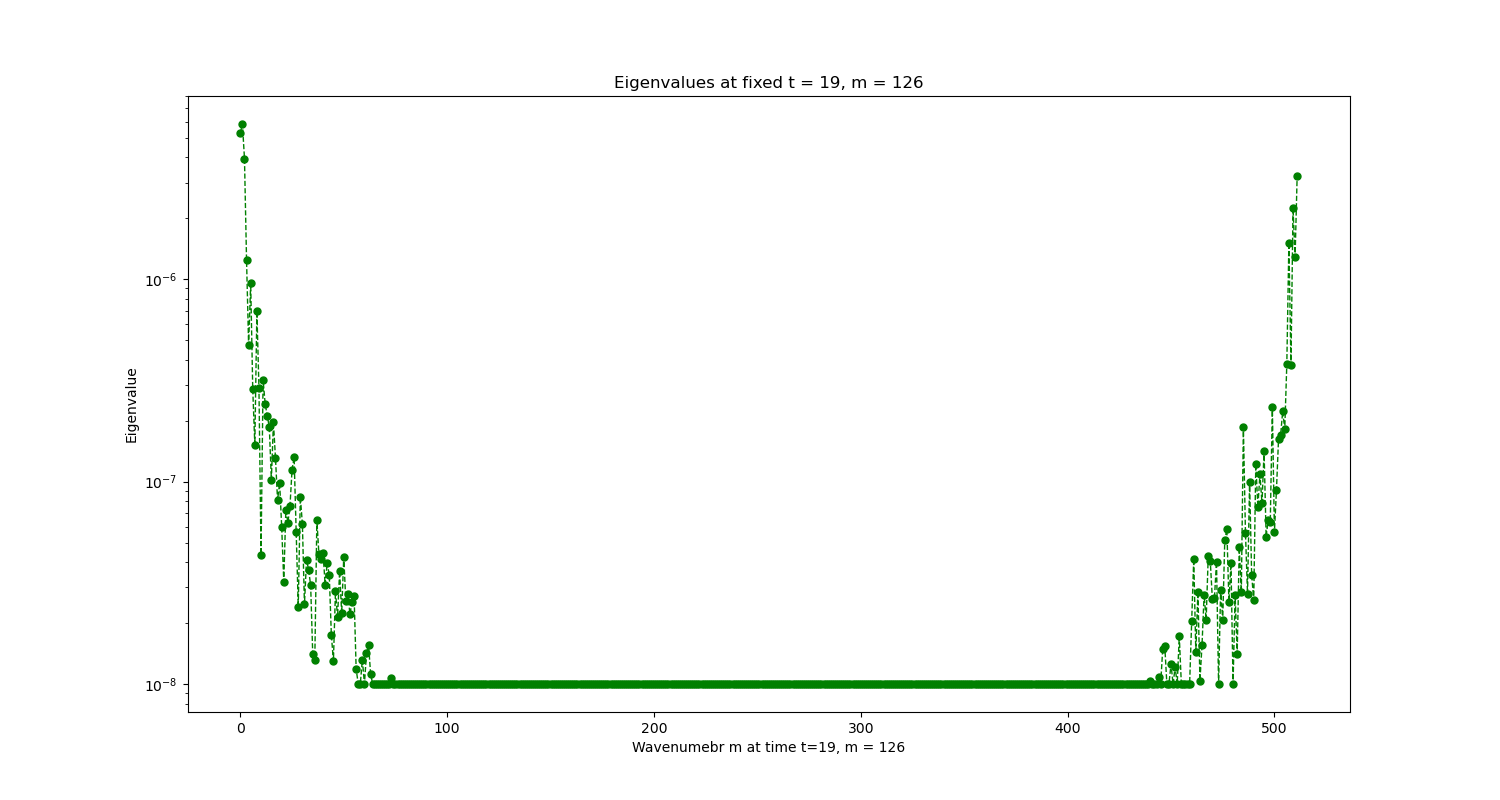 Eigenvalues at fixed t = 19, m = 126
Eigenvalue
10⁻⁶
10⁻⁷
10⁻⁸
0 100 200 300 400 500
Wavenumebr m at time t=19, m = 126